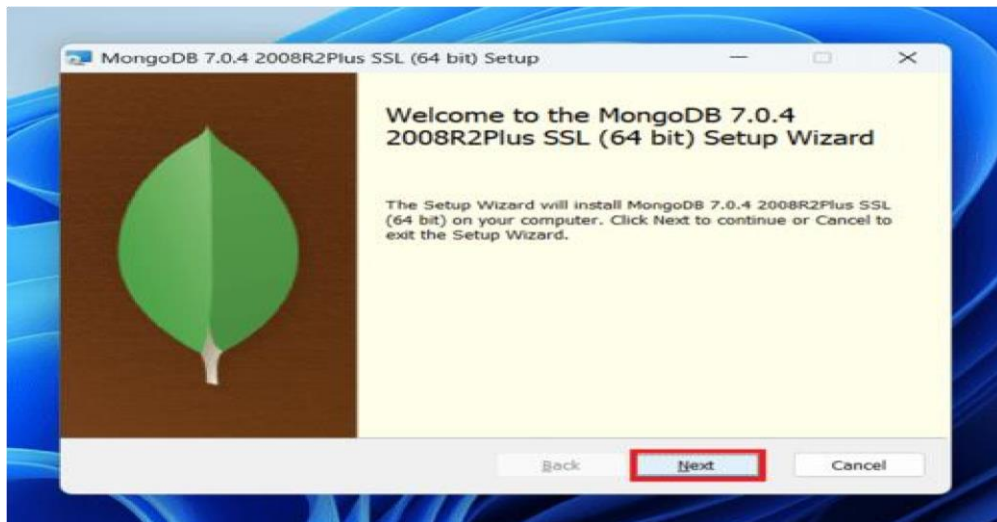 MongoDB 7.0.4 2008R2Plus SSL (64 bit) Setup
Welcome to the MongoDB 7.0.4
2008R2Plus SSL (64 bit) Setup Wizard
The Setup Wizard will install MongoDB 7.0.4 2008R2Plus SSL
(64 bit) on your computer. Click Next to continue or Cancel to
exit the Setup Wizard.
Back Next Cancel